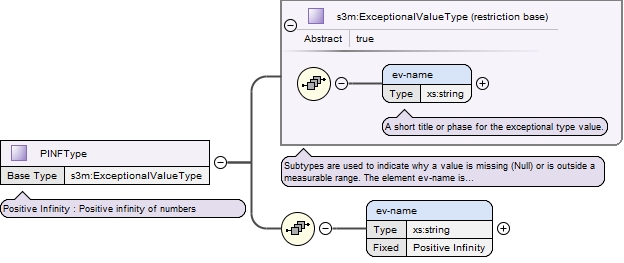 s3m:ExceptionalValueType (restriction base)
Abstract true
ev-name
Type xs:string
A short title or phase for the exceptional type value.
PINFType
Base Type s3m:ExceptionalValueType
Positive Infinity : Positive infinity of numbers
Subtypes are used to indicate why a value is missing (Null) or is outside a
measurable range. The element ev-name is...
ev-name
Type xs:string
Fixed Positive Infinity